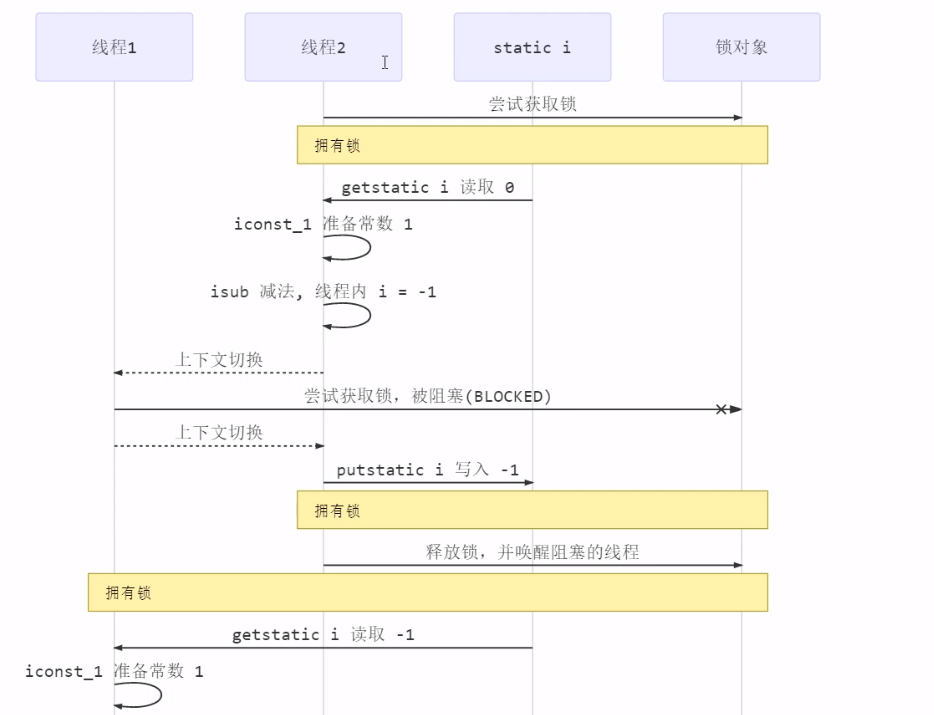 线程1
线程2
static i
锁对象
尝试获取锁
拥有锁
getstatic i 读取 0
iconst_1 准备常数 1
isub 减法, 线程内 i = -1
上下文切换
尝试获取锁，被阻塞(BLOCKED)
上下文切换
putstatic i 写入 -1
拥有锁
释放锁，并唤醒阻塞的线程
拥有锁
getstatic i 读取 -1
iconst_1 准备常数 1